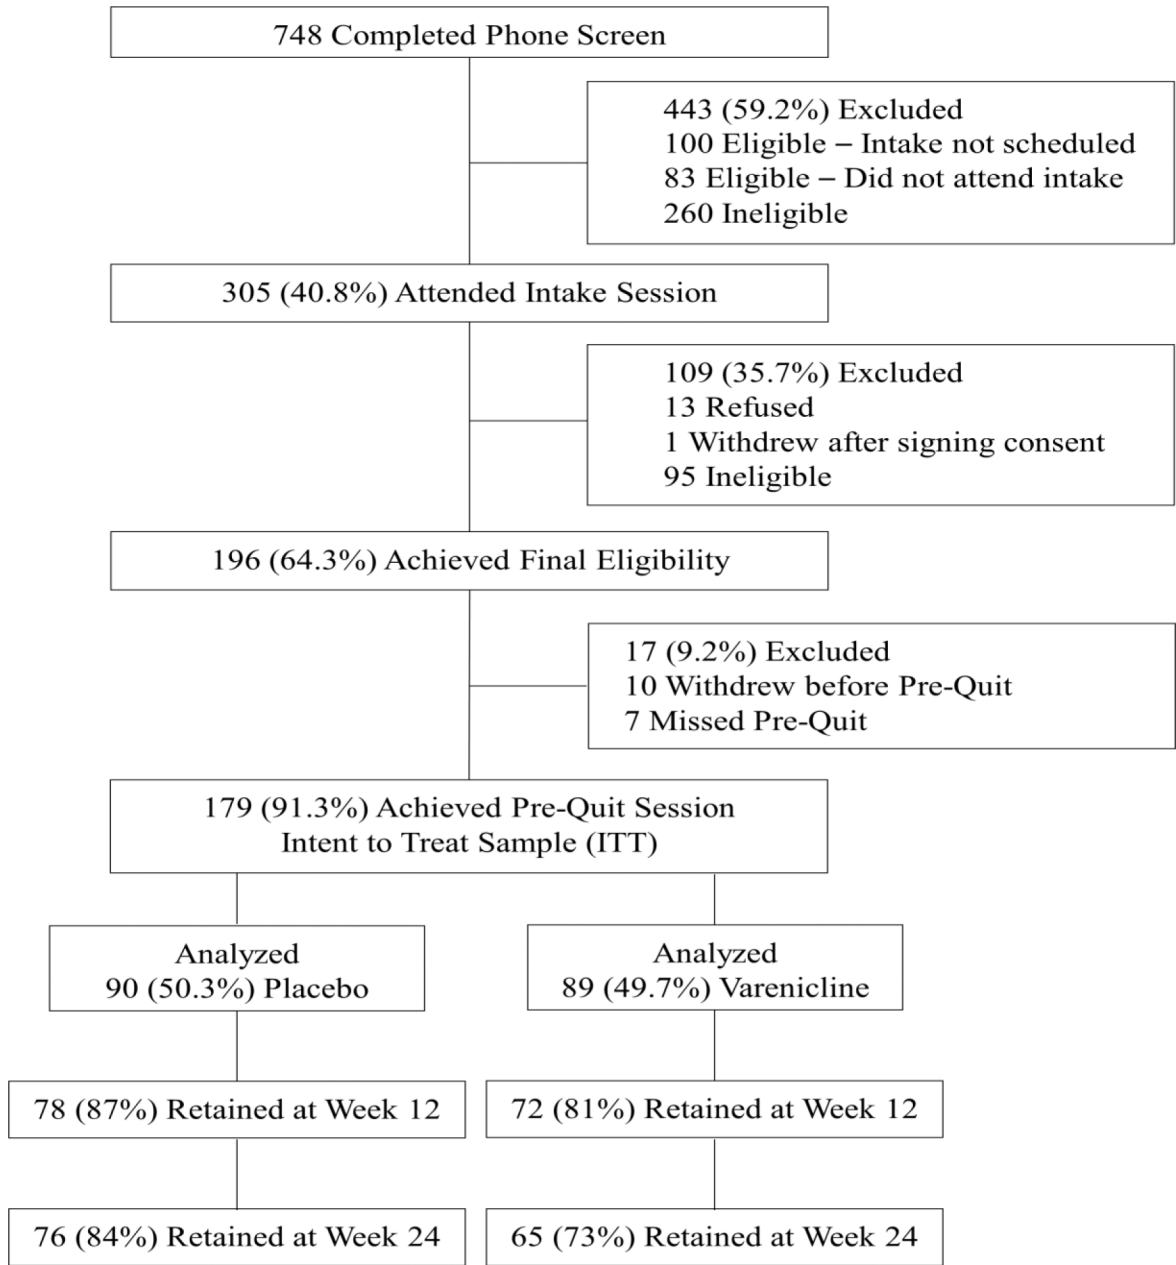 748 Completed Phone Screen
443 (59.2%) Excluded
100 Eligible – Intake not scheduled
83 Eligible – Did not attend intake
260 Ineligible
305 (40.8%) Attended Intake Session
109 (35.7%) Excluded
13 Refused
1 Withdrew after signing consent
95 Ineligible
196 (64.3%) Achieved Final Eligibility
17 (9.2%) Excluded
10 Withdrew before Pre-Quit
7 Missed Pre-Quit
179 (91.3%) Achieved Pre-Quit Session
Intent to Treat Sample (ITT)
Analyzed
90 (50.3%) Placebo
Analyzed
89 (49.7%) Varenicline
78 (87%) Retained at Week 12
72 (81%) Retained at Week 12
76 (84%) Retained at Week 24
65 (73%) Retained at Week 24